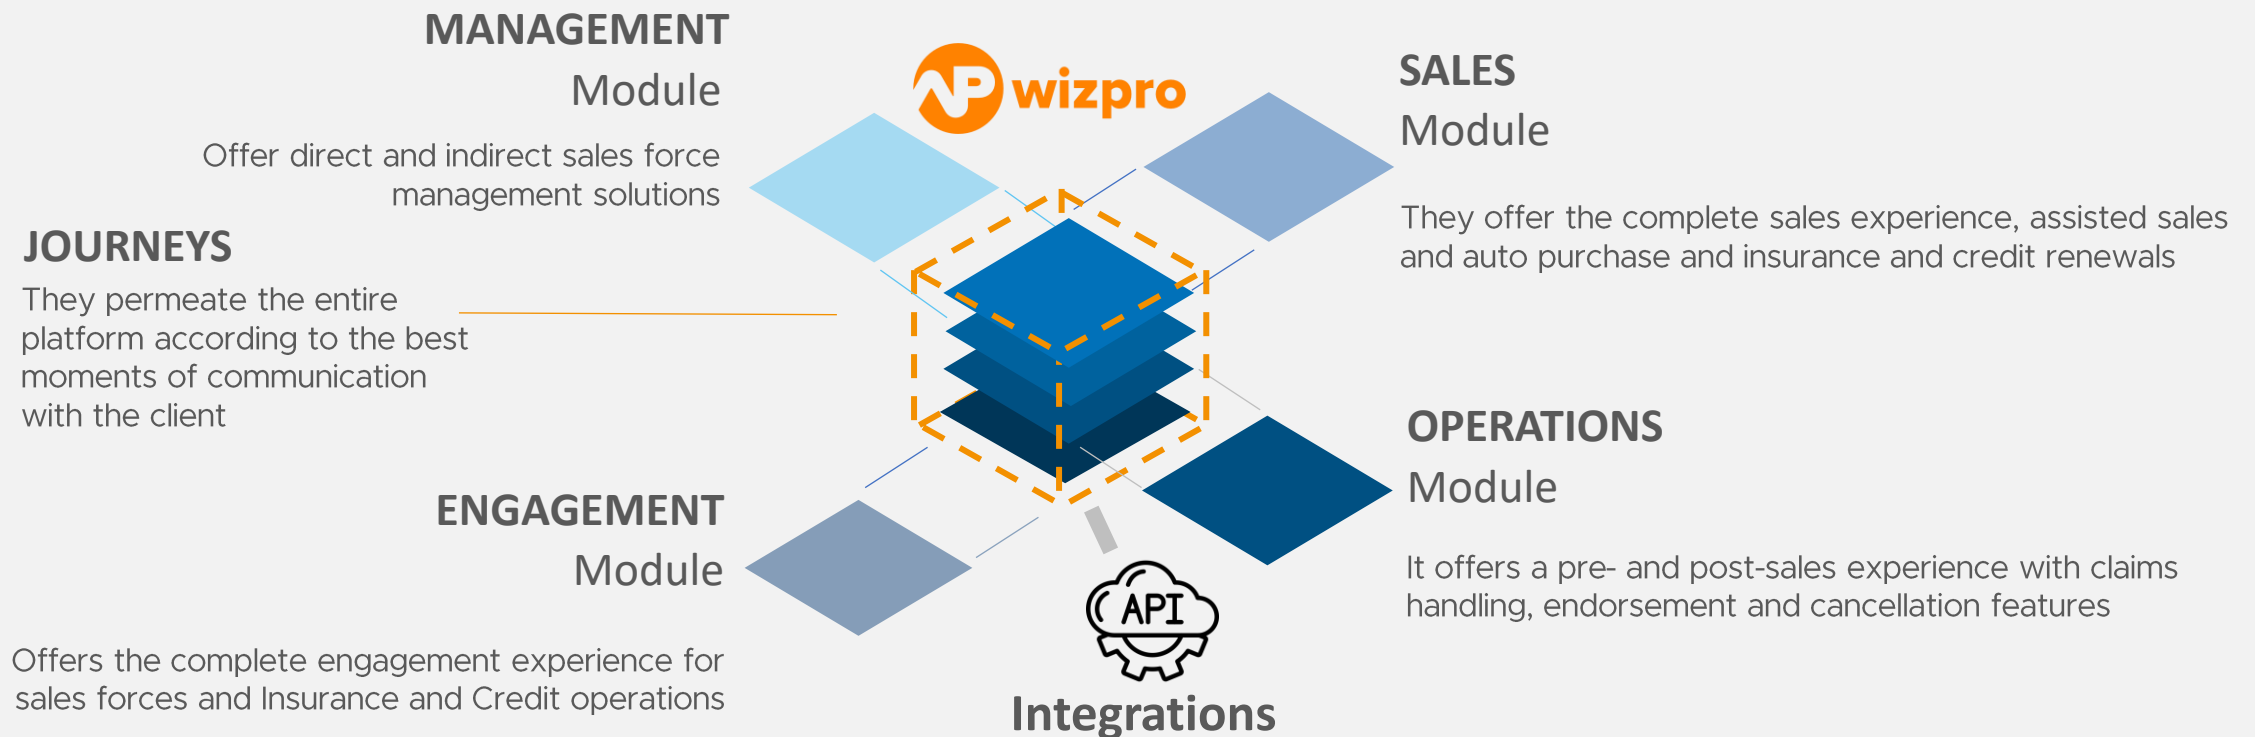 MANAGEMENT
Module
Offer direct and indirect sales force
management solutions
JOURNEYS
They permeate the entire
platform according to the best
moments of communication
with the client
ENGAGEMENT
Module
Offers the complete engagement experience for
sales forces and Insurance and Credit operations
wizpro
SALES
Module
They offer the complete sales experience, assisted sales
and auto purchase and insurance and credit renewals
OPERATIONS
Module
It offers a pre- and post-sales experience with claims
handling, endorsement and cancellation features
API
Integrations